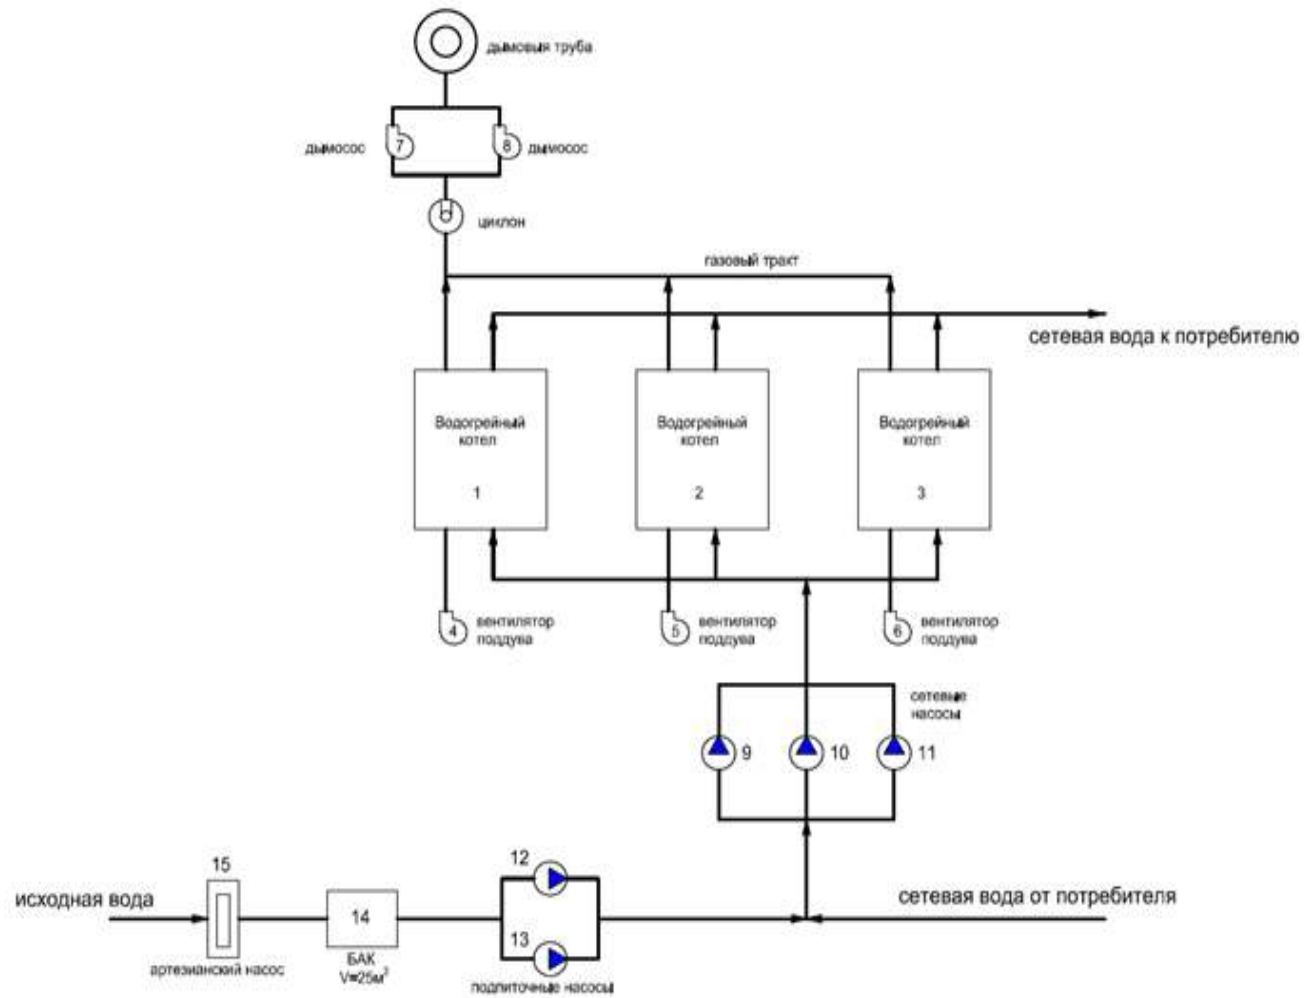 дымовыя труба
дымосос
7
8
дымосос
циклон
газовый тракт
сетевая вода к потребителю
Водогрейный
котел
1
Водогрейный
котел
2
Водогрейный
котел
3
4
вентилятор
поддува
5
вентилятор
поддува
6
вентилятор
поддува
сетевые
насосы
9
10
11
15
12
исходная вода
14
сетевая вода от потребителя
13
артезианский насос
БАК
V=25м³
подпиточные насосы